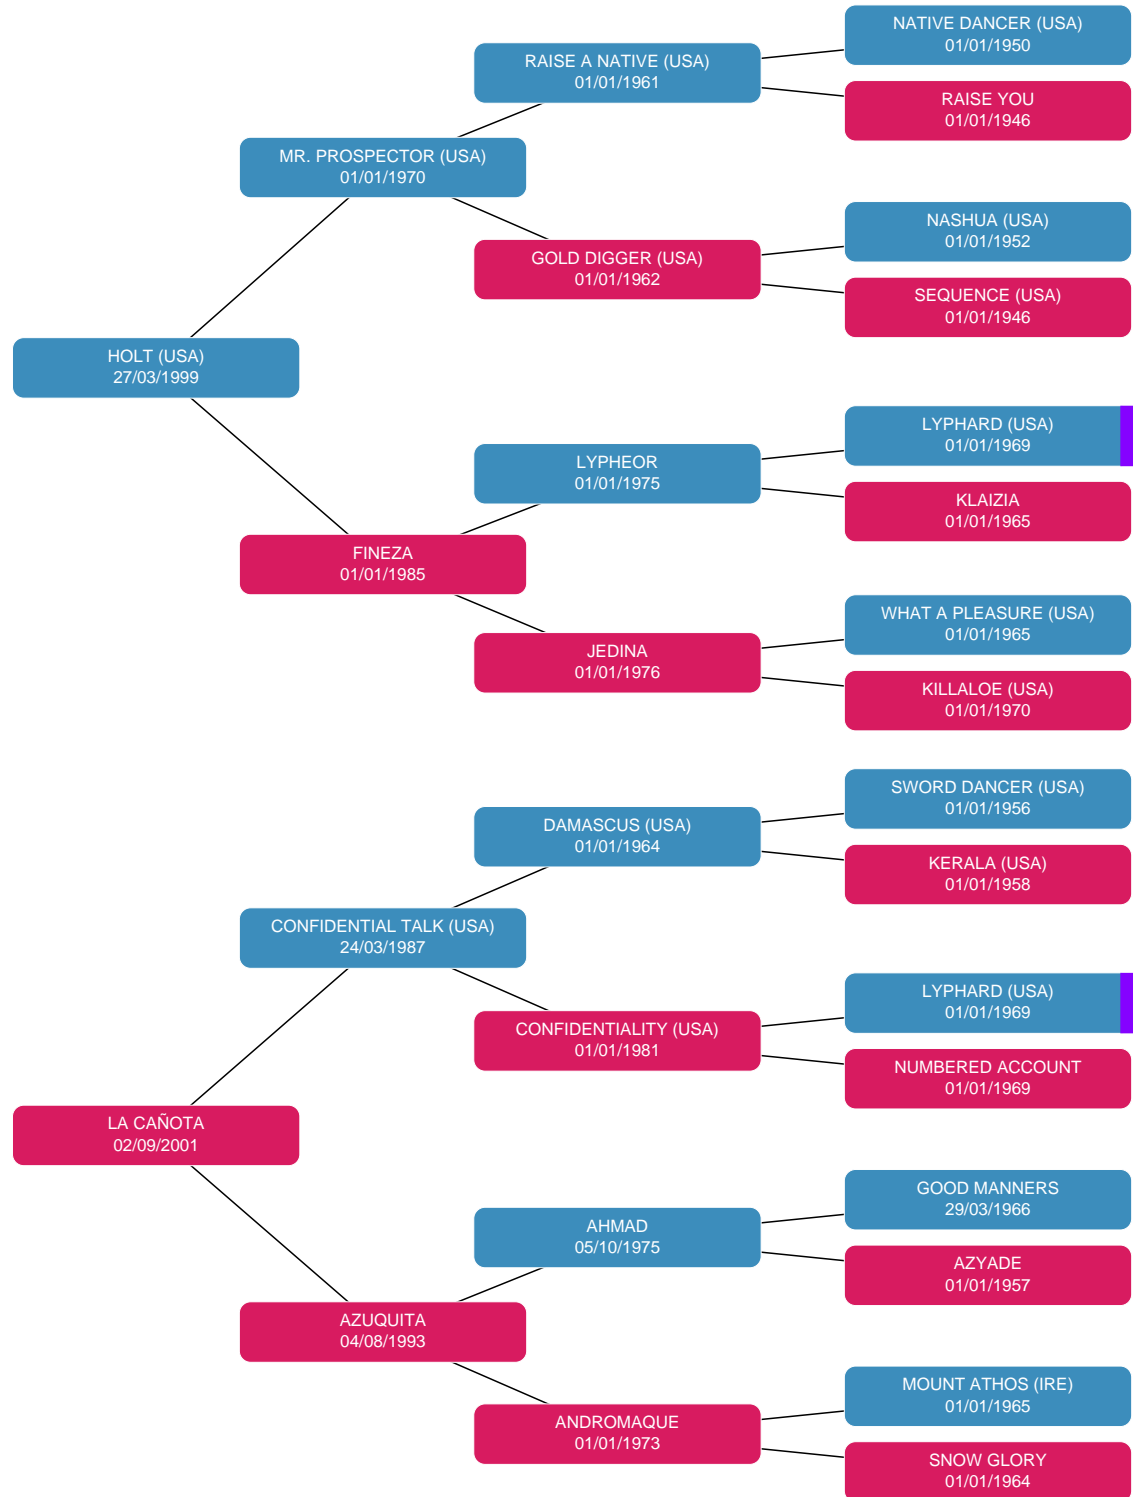 NATIVE DANCER (USA)
01/01/1950
RAISE A NATIVE (USA)
01/01/1961
RAISE YOU
01/01/1946
MR. PROSPECTOR (USA)
01/01/1970
NASHUA (USA)
01/01/1952
GOLD DIGGER (USA)
01/01/1962
SEQUENCE (USA)
01/01/1946
HOLT (USA)
27/03/1999
LYPHARD (USA)
01/01/1969
LYPHEOR
01/01/1975
KLAIZIA
01/01/1965
FINEZA
01/01/1985
WHAT A PLEASURE (USA)
01/01/1965
JEDINA
01/01/1976
KILLALOE (USA)
01/01/1970
SWORD DANCER (USA)
01/01/1956
DAMASCUS (USA)
01/01/1964
KERALA (USA)
01/01/1958
CONFIDENTIAL TALK (USA)
24/03/1987
LYPHARD (USA)
01/01/1969
CONFIDENTIALITY (USA)
01/01/1981
NUMBERED ACCOUNT
01/01/1969
LA CAÑOTA
02/09/2001
GOOD MANNERS
29/03/1966
AHMAD
05/10/1975
AZYADE
01/01/1957
AZUQUITA
04/08/1993
MOUNT ATHOS (IRE)
01/01/1965
ANDROMAQUE
01/01/1973
SNOW GLORY
01/01/1964